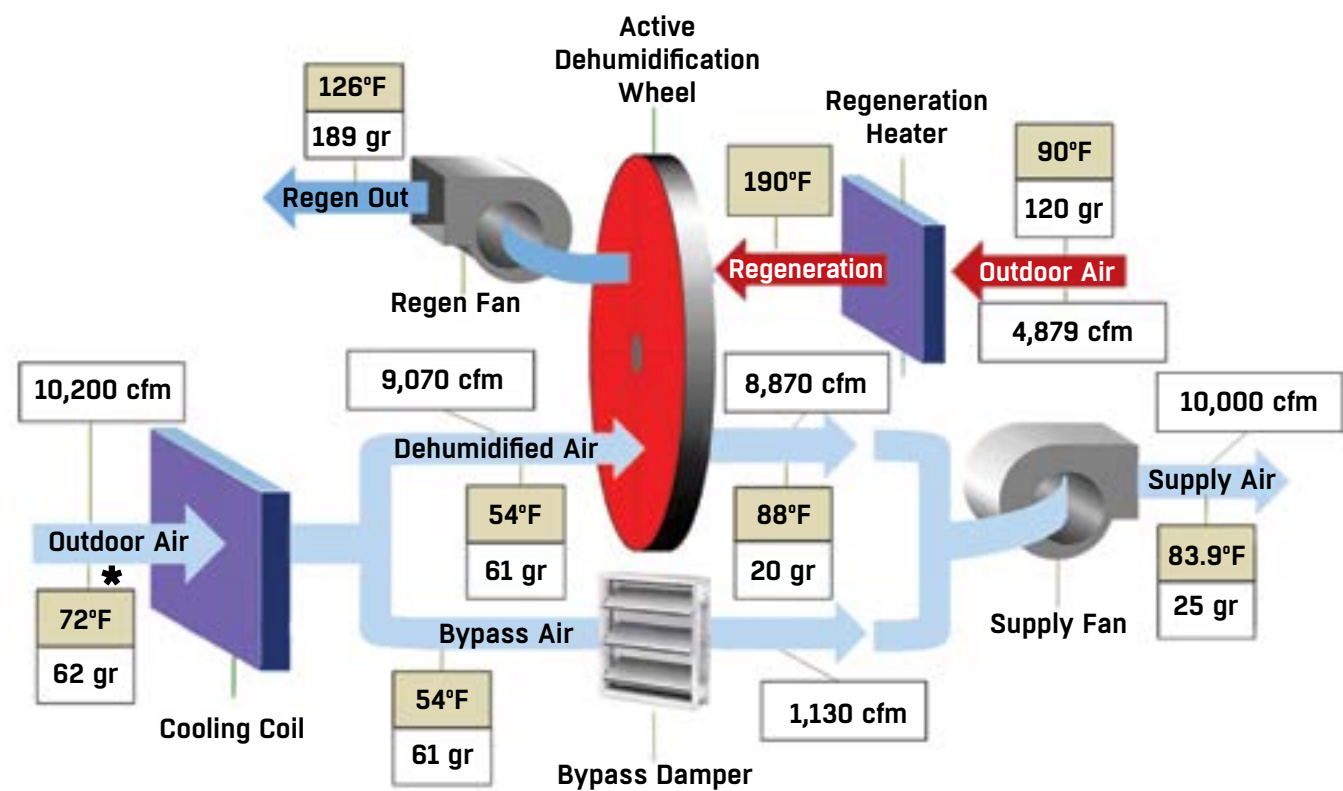 Active
Dehumidification
Wheel
126°F
189 gr
Regen Out
Regen Fan
190°F
Regeneration
Regeneration
Heater
90°F
120 gr
Outdoor Air
4,879 cfm
10,200 cfm
Outdoor Air
*
72°F
62 gr
Cooling Coil
9,070 cfm
Dehumidified Air
54°F
61 gr
8,870 cfm
88°F
20 gr
Bypass Air
54°F
61 gr
Bypass Damper
1,130 cfm
Supply Fan
10,000 cfm
Supply Air
83.9°F
25 gr